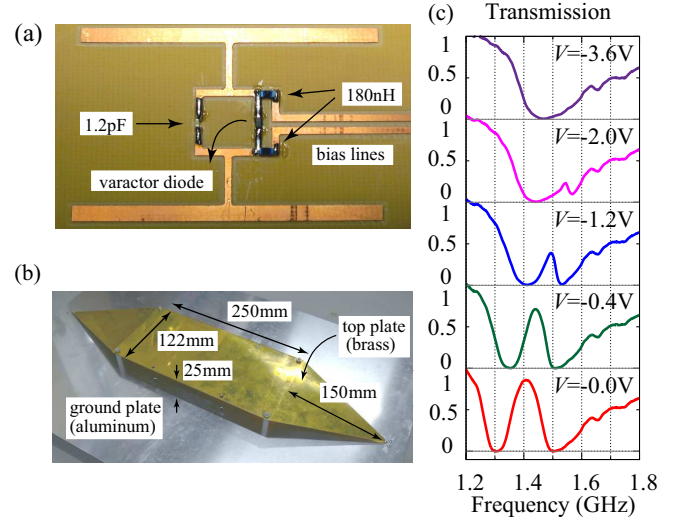 (a)
1.2pF
180nH
bias lines
varactor diode
(b)
250mm
122mm
25mm
top plate
(brass)
150mm
ground plate
(aluminum)
(c)
Transmission
1
0.5
0
V=-3.6V
1
0.5
0
V=-2.0V
1
0.5
0
V=-1.2V
1
0.5
0
V=-0.4V
1
0.5
0
V=-0.0V
1.2 1.4 1.6 1.8
Frequency (GHz)